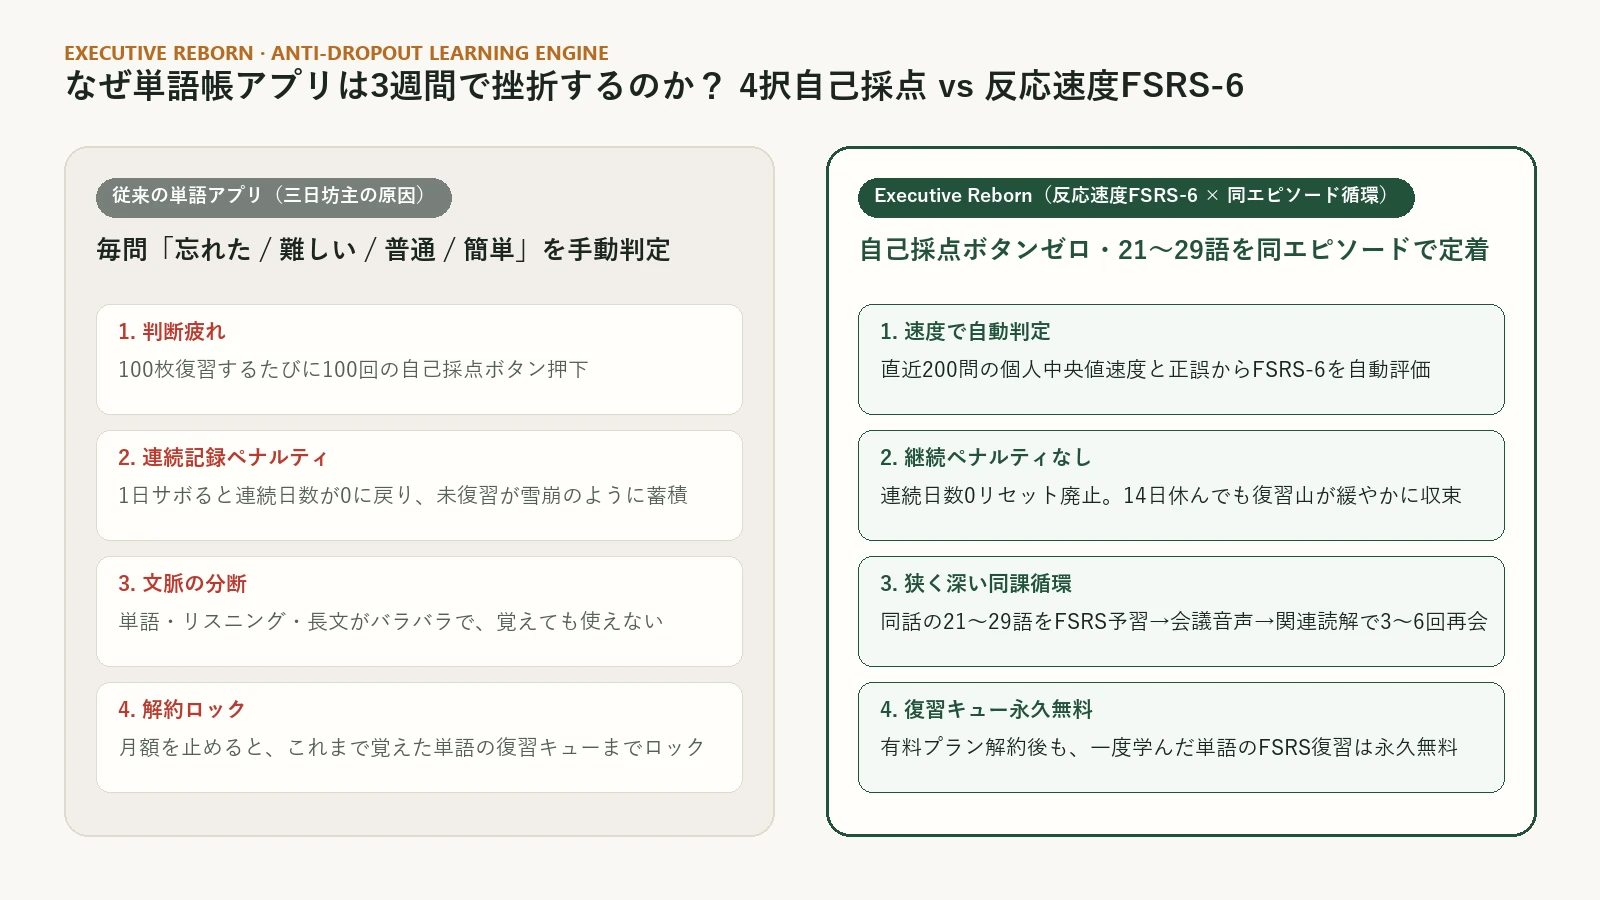 EXECUTIVE REBORN · ANTI-DROPOUT LEARNING ENGINE
なぜ単語帳アプリは3週間で挫折するのか？ 4択自己採点 vs 反応速度FSRS-6
従来の単語アプリ（三日坊主の原因）
毎問「忘れた / 難しい / 普通 / 簡単」を手動判定
1. 判断疲れ
100枚復習するたびに100回の自己採点ボタン押下
2. 連続記録ペナルティ
1日サボると連続日数が0に戻り、未復習が雪崩のように蓄積
3. 文脈の分断
単語・リスニング・長文がバラバラで、覚えても使えない
4. 解約ロック
月額を止めると、これまで覚えた単語の復習キューまでロック
Executive Reborn（反応速度FSRS-6 × 同エピソード循環）
自己採点ボタンゼロ・21〜29語を同エピソードで定着
1. 速度で自動判定
直近200問の個人中央値速度と正誤からFSRS-6を自動評価
2. 継続ペナルティなし
連続日数0リセット廃止。14日休んでも復習山が緩やかに収束
3. 狭く深い同課循環
同話の21〜29語をFSRS予習→会議音声→関連読解で3〜6回再会
4. 復習キュー永久無料
有料プラン解約後も、一度学んだ単語のFSRS復習は永久無料